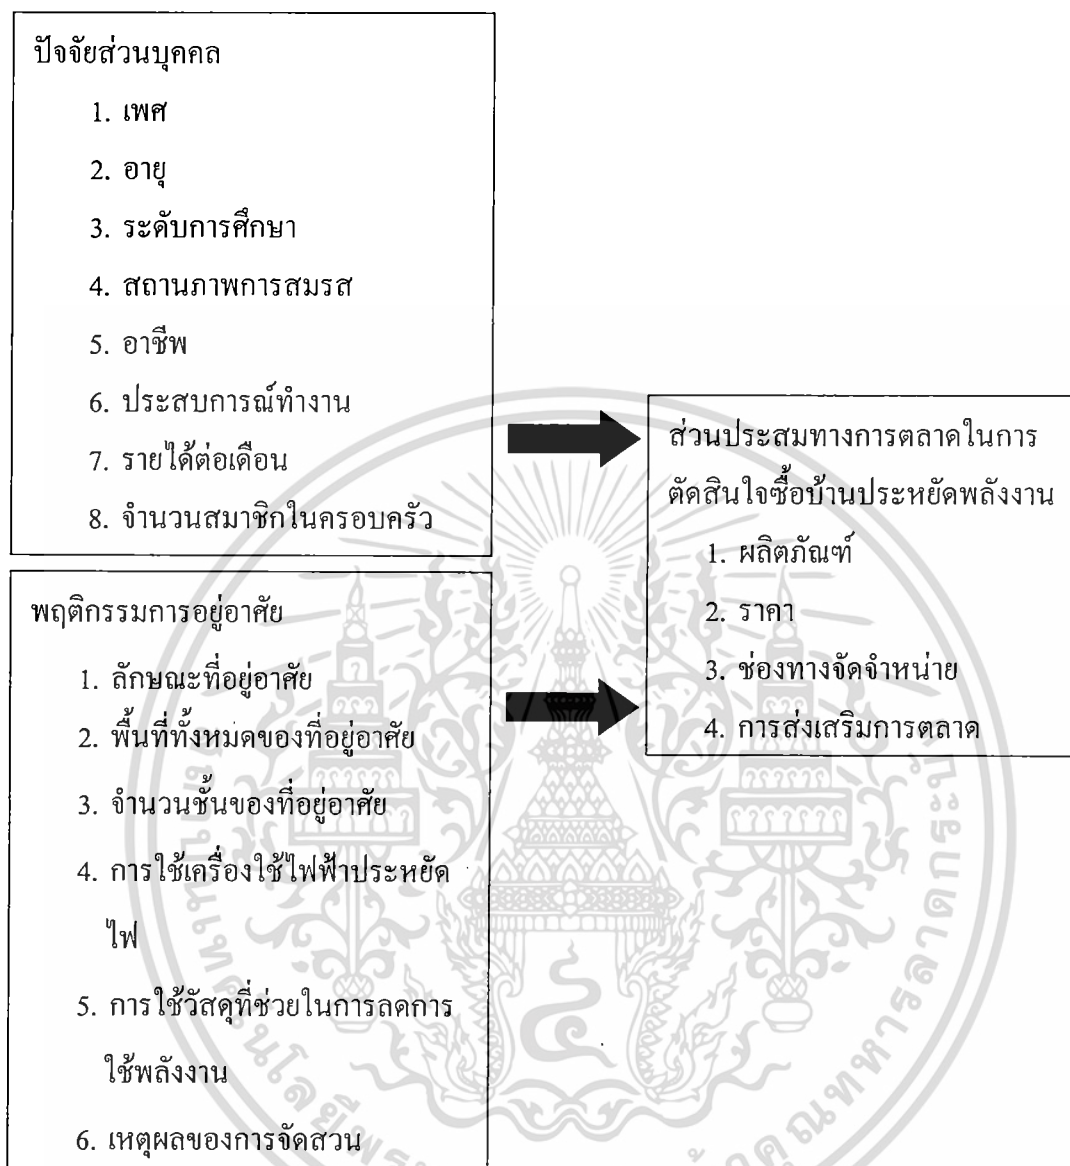 ปัจจัยส่วนบุคคล
1. เพศ
2. อายุ
3. ระดับการศึกษา
4. สถานภาพการสมรส
5. อาชีพ
6. ประสบการณ์ทำงาน
7. รายได้ต่อเดือน
8. จำนวนสมาชิกในครอบครัว
พฤติกรรมการอยู่อาศัย
1. ลักษณะที่อยู่อาศัย
2. พื้นที่ทั้งหมดของที่อยู่อาศัย
3. จำนวนชั้นของที่อยู่อาศัย
4. การใช้เครื่องใช้ไฟฟ้าประหยัด
ไฟ
5. การใช้วัสดุที่ช่วยในการลดการ
ใช้พลังงาน
6. เหตุผลของการจัดสวน
ส่วนประสมทางการตลาดในการ
ตัดสินใจซื้อบ้านประหยัดพลังงาน
1. ผลิตภัณฑ์
2. ราคา
3. ช่องทางจัดจำหน่าย
4. การส่งเสริมการตลาด